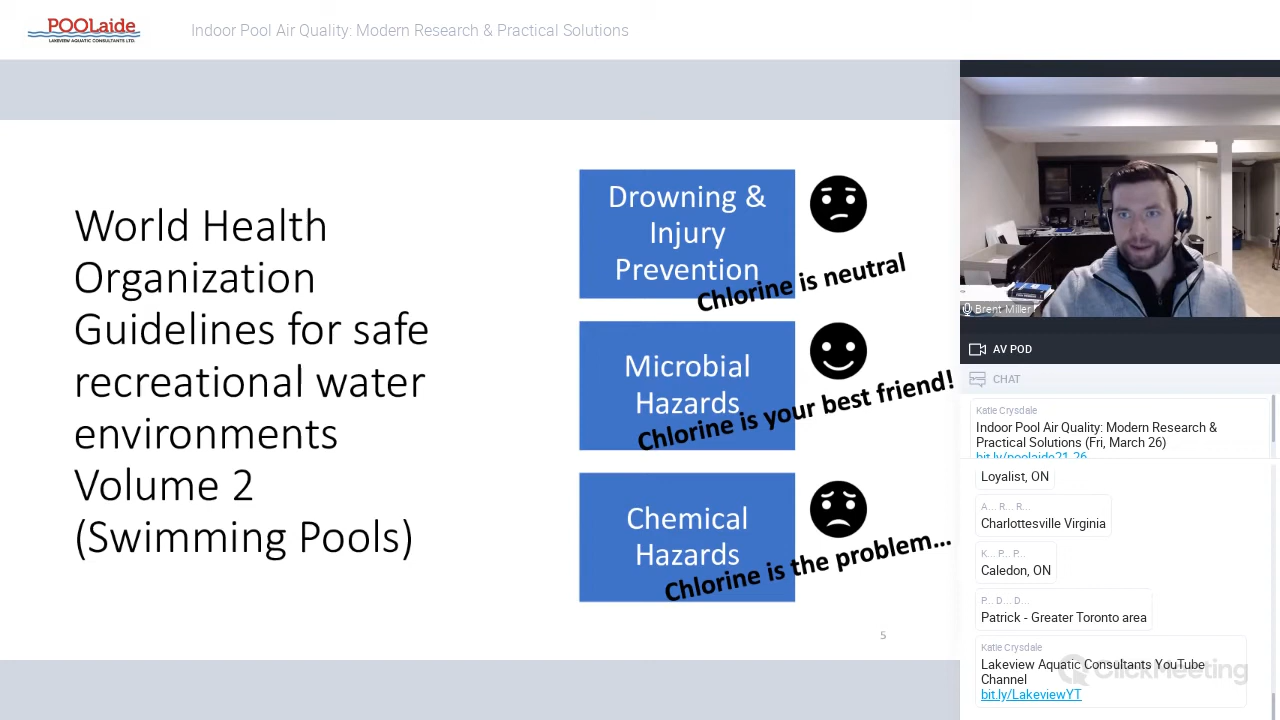 POOLaide
LAKEVIEW AQUATIC CONSULTANTS LTD.
Indoor Pool Air Quality: Modern Research & Practical Solutions
World Health
Organization
Guidelines for safe
recreational water
environments
Volume 2
(Swimming Pools)
Drowning &
Injury
Prevention
Chlorine is neutral
Microbial
Hazards
Chlorine is your best friend!
Chemical
Hazards
Chlorine is the problem...
5
Brent Miller
AV POD
CHAT
Katie Crysdale
Indoor Pool Air Quality: Modern Research &
Practical Solutions (Fri, March 26)
bit.ly/poolaide21-26
Loyalist, ON
A... R... R...
Charlottesville Virginia
K... P... P...
Caledon, ON
P... D... D...
Patrick - Greater Toronto area
Katie Crysdale
Lakeview Aquatic Consultants YouTube
Channel
bit.ly/LakeviewYT
ClickMeeting